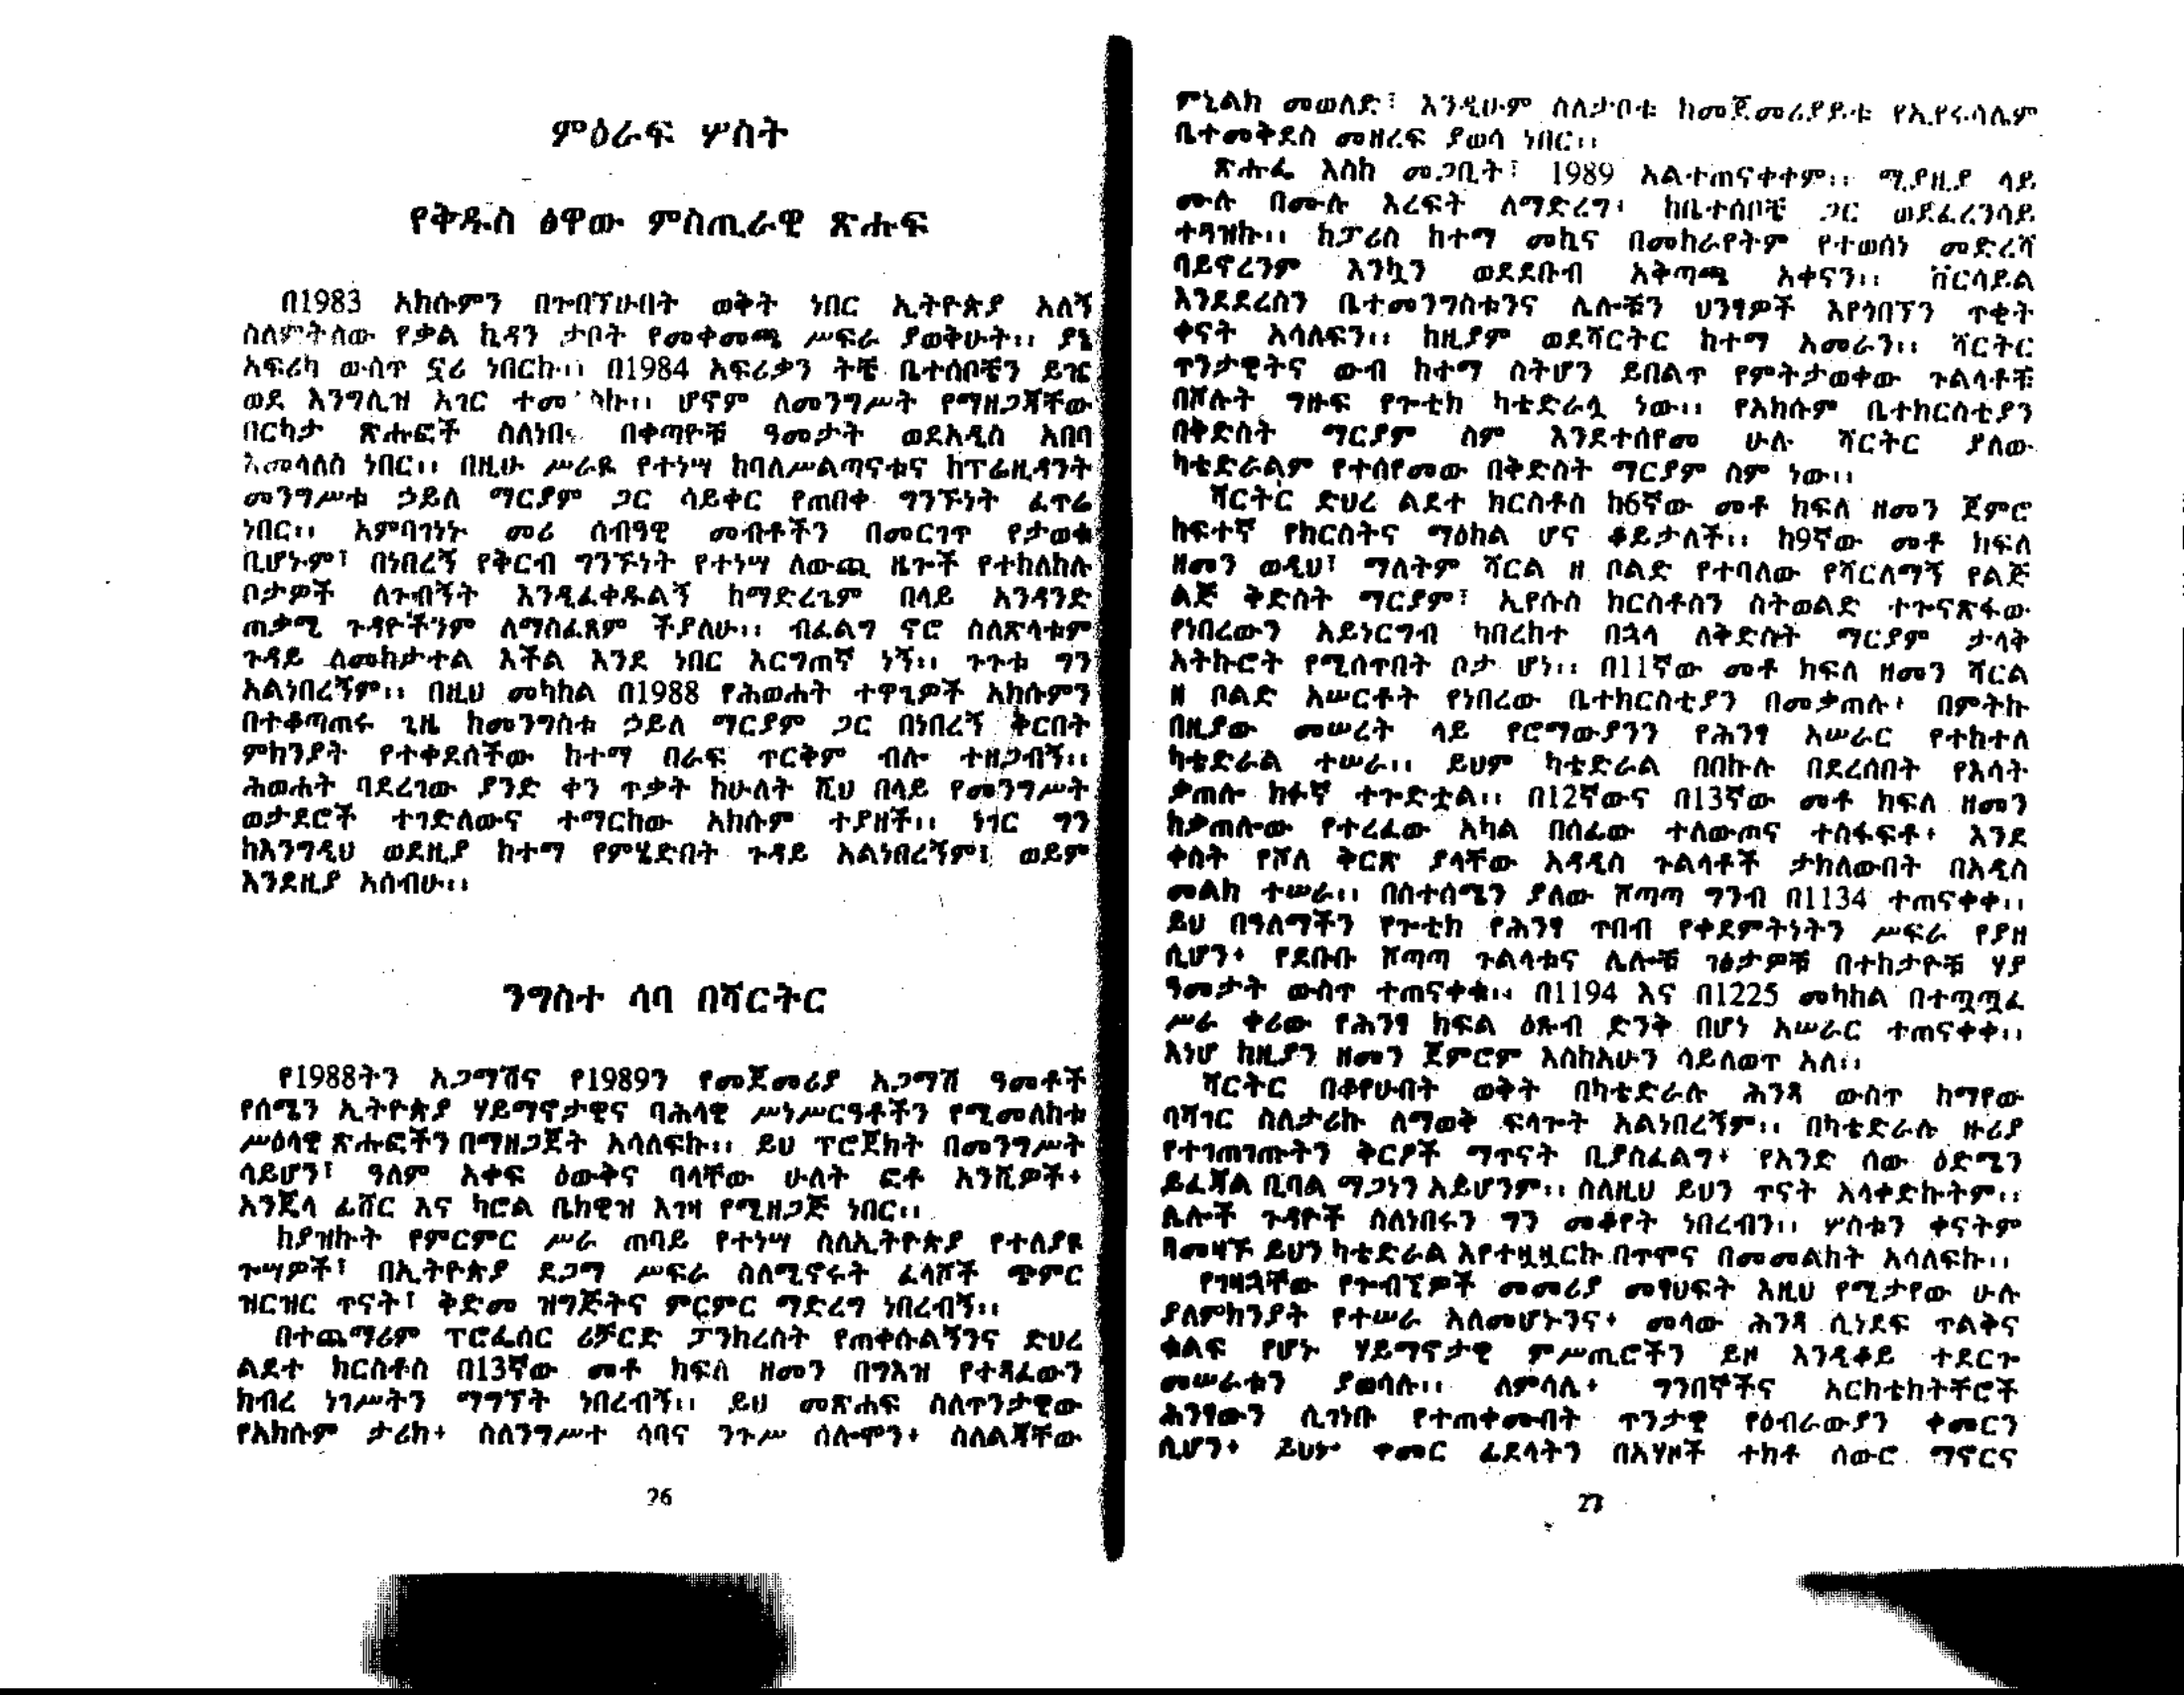 ምዕራፍ ሦስት
የቅዱስ ፅዋው ምስጢራዊ ጽሑፍ
በ1983 አክሱምን በጐበኘሁበት ወቅት ነበር ኢትዮጵያ አለኝ
ስለምትለው የቃል ኪዳን ታቦት የመቀመጫ ሥፍራ ያወቅሁት። ያኔ
አፍሪካ ውስጥ ኗሪ ነበርኩ። በ1984 አፍሪቃን ትቼ ቤተሰቦቼን ይዤ
ወደ እንግሊዝ አገር ተመለስኩ። ሆኖም ለመንግሥት የማዘጋጃቸው
በርካታ ጽሑፎች ስለነበሩ በቀጣዮቹ ዓመታት ወደአዲስ አበባ
እመላለስ ነበር። በዚሁ ሥራዬ የተነሣ ከባለሥልጣናቱና ከፕሬዚዳንት
መንግሥቱ ኃይለ ማርያም ጋር ሳይቀር የጠበቀ ግንኙነት ፈጥሬ
ነበር። አምባገነኑ መሪ ሰብዓዊ መብቶችን በመርገጥ የታወቁ
ቢሆኑም፣ በነበረኝ የቅርብ ግንኙነት የተነሣ ለውጪ ዜጐች የተከለከሉ
ቦታዎች ለጉብኝት እንዲፈቀዱልኝ ከማድረጌም በላይ አንዳንድ
ጠቃሚ ጉዳዮችንም ለማስፈጸም ችያለሁ። ብፈልግ ኖሮ ስለጽላቱም
ጉዳይ ለመከታተል እችል እንደ ነበር እርግጠኛ ነኝ። ጉጉቱ ግን
አልነበረኝም። በዚህ መካከል በ1988 የሕወሐት ተዋጊዎች አክሱምን
በተቆጣጠሩ ጊዜ ከመንግስቱ ኃይለ ማርያም ጋር በነበረኝ ቅርበት
ምክንያት የተቀደሰችው ከተማ በራፍ ጥርቅም ብሎ ተዘጋብኝ።
ሕወሐት ባደረገው ያንድ ቀን ጥቃት ከሁለት ሺህ በላይ የመንግሥት
ወታደሮች ተገድለውና ተማርከው አክሱም ተያዘች። ነገር ግን
ከእንግዲህ ወደዚያ ከተማ የምሄድበት ጉዳይ አልነበረኝም፤ ወይም
እንደዚያ አሰብሁ።
ንግስተ ሳባ በሻርትር
የ1988ትን አጋማሽና የ1989ን የመጀመሪያ አጋማሽ ዓመቶች
የሰሜን ኢትዮጵያ ሃይማኖታዊና ባሕላዊ ሥነሥርዓቶችን የሚመለከቱ
ሥዕላዊ ጽሑፎችን በማዘጋጀት አሳለፍኩ። ይህ ፕሮጀክት በመንግሥት
ሳይሆን፣ ዓለም አቀፍ ዕውቅና ባላቸው ሁለት ፎቶ አንሺዎች፥
አንጄላ ፊሸር እና ካሮል ቤክዊዝ እገዛ የሚዘጋጅ ነበር።
ከያዝኩት የምርምር ሥራ ጠባይ የተነሣ ስለኢትዮጵያ የተለያዩ
ጐሣዎች፣ በኢትዮጵያ ደጋማ ሥፍራ ስለሚኖሩት ፈላሾች ጭምር
ዝርዝር ጥናት፣ ቅድመ ዝግጅትና ምርምር ማድረግ ነበረብኝ።
በተጨማሪም ፕሮፌሰር ሪቻርድ ፓንክረስት የጠቀሱልኝንና ድህረ
ልደተ ክርስቶስ በ13ኛው መቶ ክፍለ ዘመን በግእዝ የተጻፈውን
ክብረ ነገሥትን ማግኘት ነበረብኝ። ይህ መጽሐፍ ስለጥንታዊው
የአክሱም ታሪክ፥ ስለንግሥተ ሳባና ንጉሥ ሰሎሞን፥ ስለልጃቸው
26
ምኒልክ መወለድ፣ እንዲሁም ስለታቦቱ ከመጀመሪያይቱ የኢየሩሳሌም
ቤተመቅደስ መዘረፍ ያወሳ ነበር።
ጽሑፌ እስከ መጋቢት፣ 1989 አልተጠናቀቀም። ሚያዚያ ላይ
ሙሉ በሙሉ እረፍት ለማድረግ፥ ከቤተሰቦቼ ጋር ወደፈረንሳይ
ተጓዝኩ። ከፓሪስ ከተማ መኪና በመከራየትም የተወሰነ መድረሻ
ባይኖረንም እንኳን ወደደቡብ አቅጣጫ አቀናን። ቨርሳይል
እንደደረስን ቤተመንግስቱንና ሌሎቹን ህንፃዎች እየጎበኘን ጥቂት
ቀናት አሳለፍን። ከዚያም ወደሻርትር ከተማ አመራን። ሻርትር
ጥንታዊትና ውብ ከተማ ስትሆን ይበልጥ የምትታወቀው ጉልላቶቹ
በሾሉት ግዙፍ የጐቲክ ካቴድራሏ ነው። የአክሱም ቤተክርስቲያን
በቅድስት ማርያም ስም እንደተሰየመ ሁሉ ሻርትር ያለው
ካቴድራልም የተሰየመው በቅድስት ማርያም ስም ነው።
ሻርትር ድህረ ልደተ ክርስቶስ ከ6ኛው መቶ ክፍለ ዘመን ጀምሮ
ከፍተኛ የክርስትና ማዕከል ሆና ቆይታለች። ከ9ኛው መቶ ክፍለ
ዘመን ወዲህ፣ ማለትም ሻርል ዘ ቦልድ የተባለው የሻርለማኝ የልጅ
ልጅ ቅድስት ማርያም፣ ኢየሱስ ክርስቶስን ስትወልድ ተጐናጽፋው
የነበረውን አይነርግብ ካበረከተ በኋላ ለቅድስት ማርያም ታላቅ
አትኩሮት የሚሰጥበት ቦታ ሆነ። በ11ኛው መቶ ክፍለ ዘመን ሻርል
ዘ ቦልድ አሠርቶት የነበረው ቤተክርስቲያን በመቃጠሉ፥ በምትኩ
በዚያው መሠረት ላይ የሮማውያንን የሕንፃ አሠራር የተከተለ
ካቴድራል ተሠራ። ይህም ካቴድራል በበኩሉ በደረሰበት የእሳት
ቃጠሎ ክፉኛ ተጐድቷል። በ12ኛውና በ13ኛው መቶ ክፍለ ዘመን
ከቃጠሎው የተረፈው አካል በሰፊው ተለውጦና ተስፋፍቶ፥ እንደ
ቀስት የሾለ ቅርጽ ያላቸው አዳዲስ ጉልላቶች ታክለውበት በአዲስ
መልክ ተሠራ። በስተሰሜን ያለው ሾጣጣ ግንብ በ1134 ተጠናቀቀ።
ይህ በዓለማችን የጐቲክ የሕንፃ ጥበብ የቀደምትነትን ሥፍራ የያዘ
ሲሆን፥ የደቡቡ ሾጣጣ ጉልላቱና ሌሎቹ ገፅታዎቹ በተከታዮቹ ሃያ
ዓመታት ውስጥ ተጠናቀቁ። በ1194 እና በ1225 መካከል በተጧጧፈ
ሥራ ቀሪው የሕንፃ ክፍል ዕጹብ ድንቅ በሆነ አሠራር ተጠናቀቀ።
እነሆ ከዚያን ዘመን ጀምሮም እስከአሁን ሳይለወጥ አለ።
ሻርትር በቆየሁበት ወቅት በካቴድራሉ ሕንጻ ውስጥ ከማየው
ባሻገር ስለታሪኩ ለማወቅ ፍላጐት አልነበረኝም። በካቴድራሉ ዙሪያ
የተገጠገጡትን ቅርፆች ማጥናት ቢያስፈልግ፥ የአንድ ሰው ዕድሜን
ይፈጃል ቢባል ማጋነን አይሆንም። ስለዚህ ይህን ጥናት አላቀድኩትም።
ሌሎች ጉዳዮች ስለነበሩን ግን መቆየት ነበረብን። ሦስቱን ቀናትም
ባመዛኙ ይህን ካቴድራል እየተዟዟርኩ በጥሞና በመመልከት አሳለፍኩ።
የገዛኋቸው የጐብኚዎች መመሪያ መፃህፍት እዚህ የሚታየው ሁሉ
ያለምክንያት የተሠራ አለመሆኑንና፥ መላው ሕንጻ ሲነደፍ ጥልቅና
ቁልፍ የሆኑ ሃይማኖታዊ ምሥጢሮችን ይዞ እንዲቆይ ተደርጐ
መሠራቱን ያወሳሉ። ለምሳሌ፥ ግንበኞችና አርክቴክትቸሮች
ሕንፃውን ሲገነቡ የተጠቀሙበት ጥንታዊ የዕብራውያን ቀመርን
ሲሆን፥ ይህም ቀመር ፊደላትን በአሃዞች ተክቶ ሰውሮ ማኖርና
27